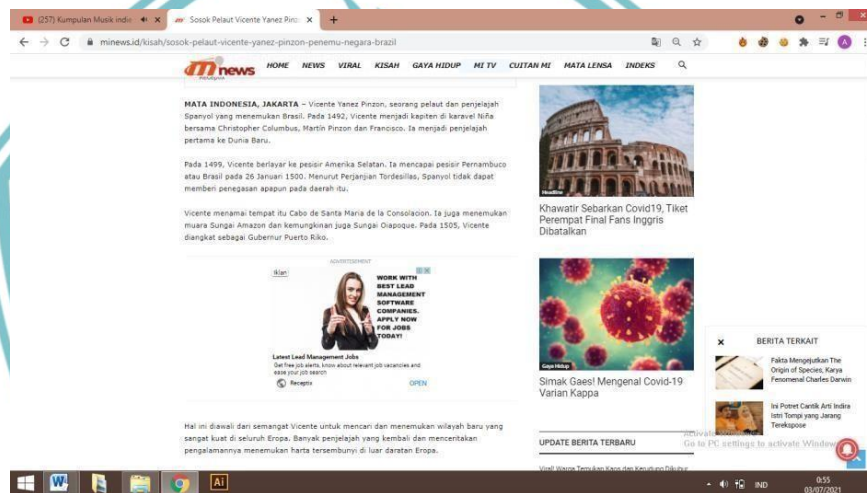 (257) Kumpulan Musik indie
Sosok Pelaut Vicente Yanez Pinz
minews.id/kisah/sosok-pelaut-vicente-yanez-pinzon-penemu-negara-brazil
news
HOME NEWS VIRAL KISAH GAYA HIDUP MI TV CUITAN MI MATA LENSA INDEKS
MATA INDONESIA, JAKARTA – Vicente Yanez Pinzon, seorang pelaut dan penjelajah
Spanyol yang menemukan Brasil. Pada 1492, Vicente menjadi kapiten di karavel Niña
bersama Christopher Columbus, Martin Pinzon dan Francisco. Ia menjadi penjelajah
pertama ke Dunia Baru.
Pada 1499, Vicente berlayar ke pesisir Amerika Selatan. Ia mencapai pesisir Pernambuco
atau Brasil pada 26 Januari 1500. Menurut Perjanjian Tordesillas, Spanyol tidak dapat
memberi penegasan apapun pada daerah itu.
Vicente menamai tempat itu Cabo de Santa Maria de la Consolacion. Ia juga menemukan
muara Sungai Amazon dan kemungkinan juga Sungai Oiapoque. Pada 1505, Vicente
diangkat sebagai Gubernur Puerto Riko.
ADVERTISEMENT
Iklan
WORK WITH
BEST LEAD
MANAGEMENT
SOFTWARE
COMPANIES.
APPLY NOW
FOR JOBS
TODAY!
Latest Lead Management Jobs
Get free job alerts, know about relevant job vacancies and
ease your job search
Receptix
OPEN
Hal ini diawali dari semangat Vicente untuk mencari dan menemukan wilayah baru yang
sangat kuat di seluruh Eropa. Banyak penjelajah yang kembali dan menceritakan
pengalamannya menemukan harta tersembunyi di luar daratan Eropa.
Headline
Khawatir Sebarkan Covid19, Tiket
Perempat Final Fans Inggris
Dibatalkan
Gaya Hidup
Simak Gaes! Mengenal Covid-19
Varian Kappa
UPDATE BERITA TERBARU
Viral! Warga Temukan Kaos dan Kerudung Dikubur
BERITA TERKAIT
Fakta Mengejutkan The
Origin of Species, Karya
Fenomenal Charles Darwin
Ini Potret Cantik Arti Indira
Istri Tompi yang Jarang
Terekspose
Go to PC settings to activate Window
IND
0:55
03/07/2021